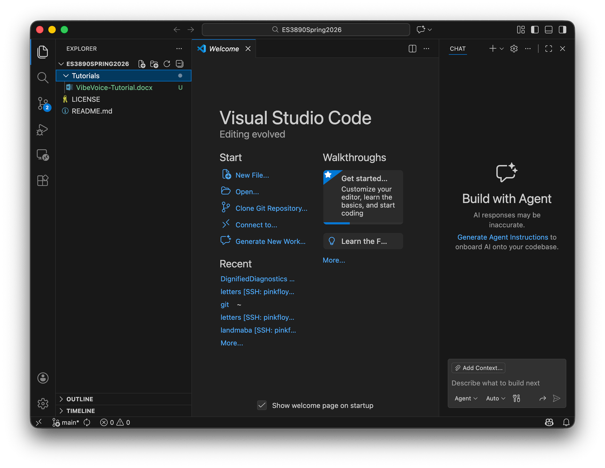 ES3890Spring2026
EXPLORER
ES3890SPRING2026
Tutorials
VibeVoice-Tutorial.docx U
LICENSE
README.md
OUTLINE
TIMELINE
Welcome
Visual Studio Code
Editing evolved
Start
New File...
Open...
Clone Git Repository...
Connect to...
Generate New Work...
Recent
DignifiedDiagnostics ...
letters [SSH: pinkfloy...
git ~
letters [SSH: pinkfloy...
landmaba [SSH: pinkf...
More...
Walkthroughs
Get started...
Customize your
editor, learn the
basics, and start
coding
Learn the F...
More...
Show welcome page on startup
CHAT
Build with Agent
AI responses may be
inaccurate.
Generate Agent Instructions to
onboard AI onto your codebase.
Add Context...
Describe what to build next
Agent Auto
2
main* 0 0